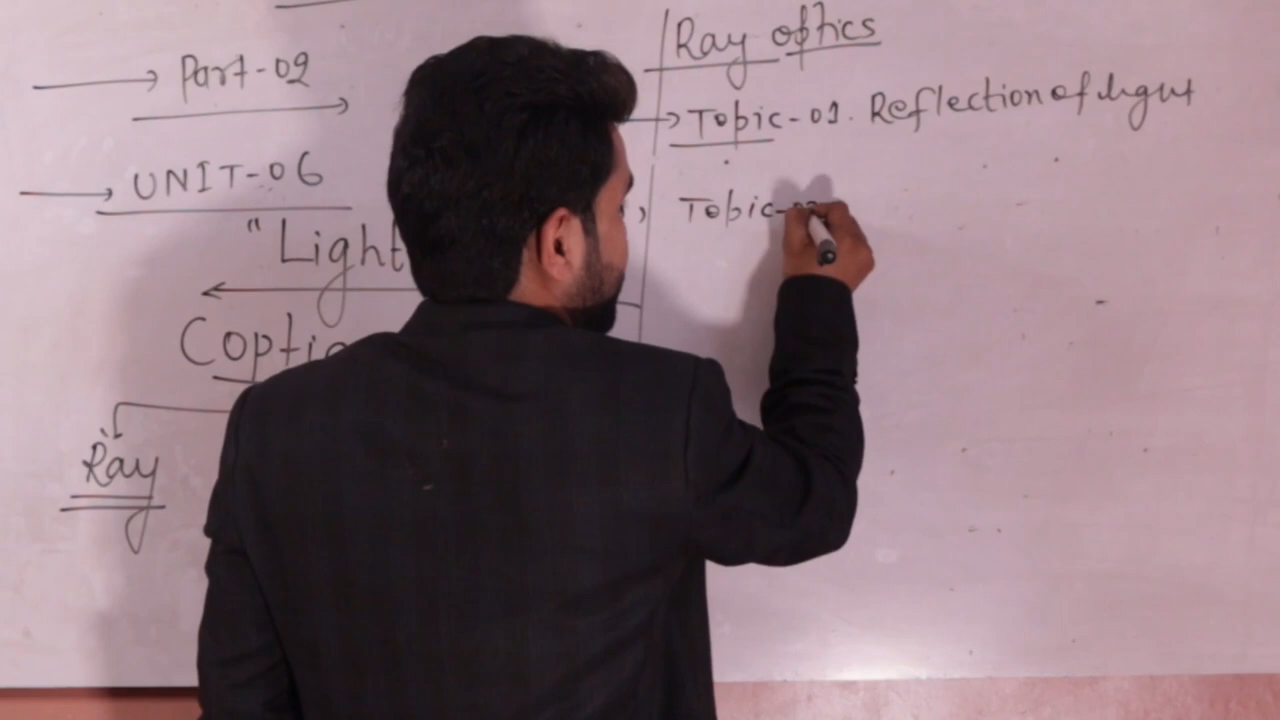 Part-02
UNIT-06
"Light
Coptic
Ray
Ray optics
Topic-01. Reflection of light
Topic-